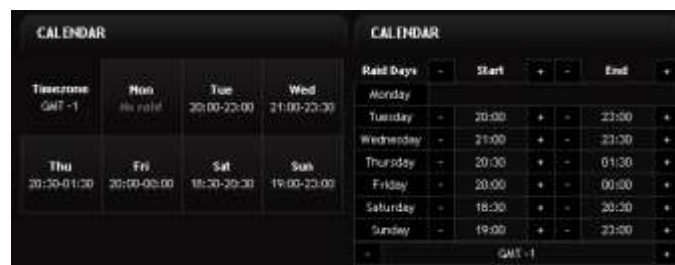 CALENDAR
Timezone Mon Tue Wed
GMT -1 No raid 20:00-23:00 21:00-23:30
Thu Fri Sat Sun
20:30-01:30 20:00-00:00 18:30-20:30 19:00-23:00
CALENDAR
Raid Days - Start + - End +
Monday
Tuesday - 20:00 + - 23:00 +
Wednesday - 21:00 + - 23:30 +
Thursday - 20:30 + - 01:30 +
Friday - 20:00 + - 00:00 +
Saturday - 18:30 + - 20:30 +
Sunday - 19:00 + - 23:00 +
- GMT -1 +